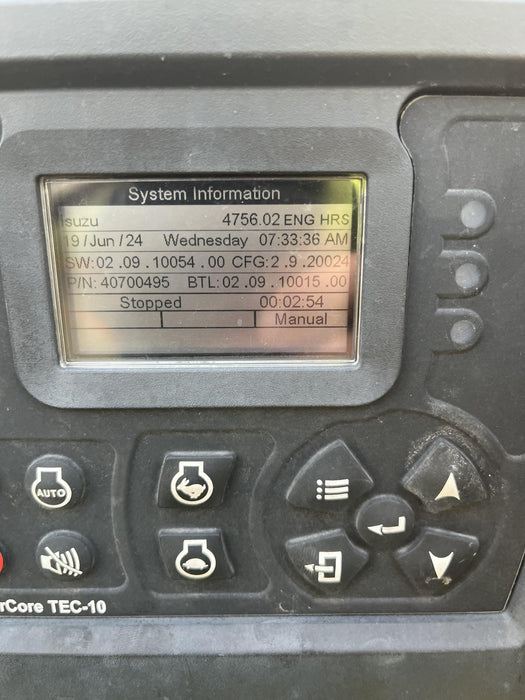 System Information
Isuzu 4756.02 ENG HRS
19/Jun/24 Wednesday 07:33:36 AM
SW:02.09.10054.00 CFG:2.9.20024
P/N:40700495 BTL:02.09.10015.00
Stopped 00:02:54
Manual
AUTO
rCore TEC-10